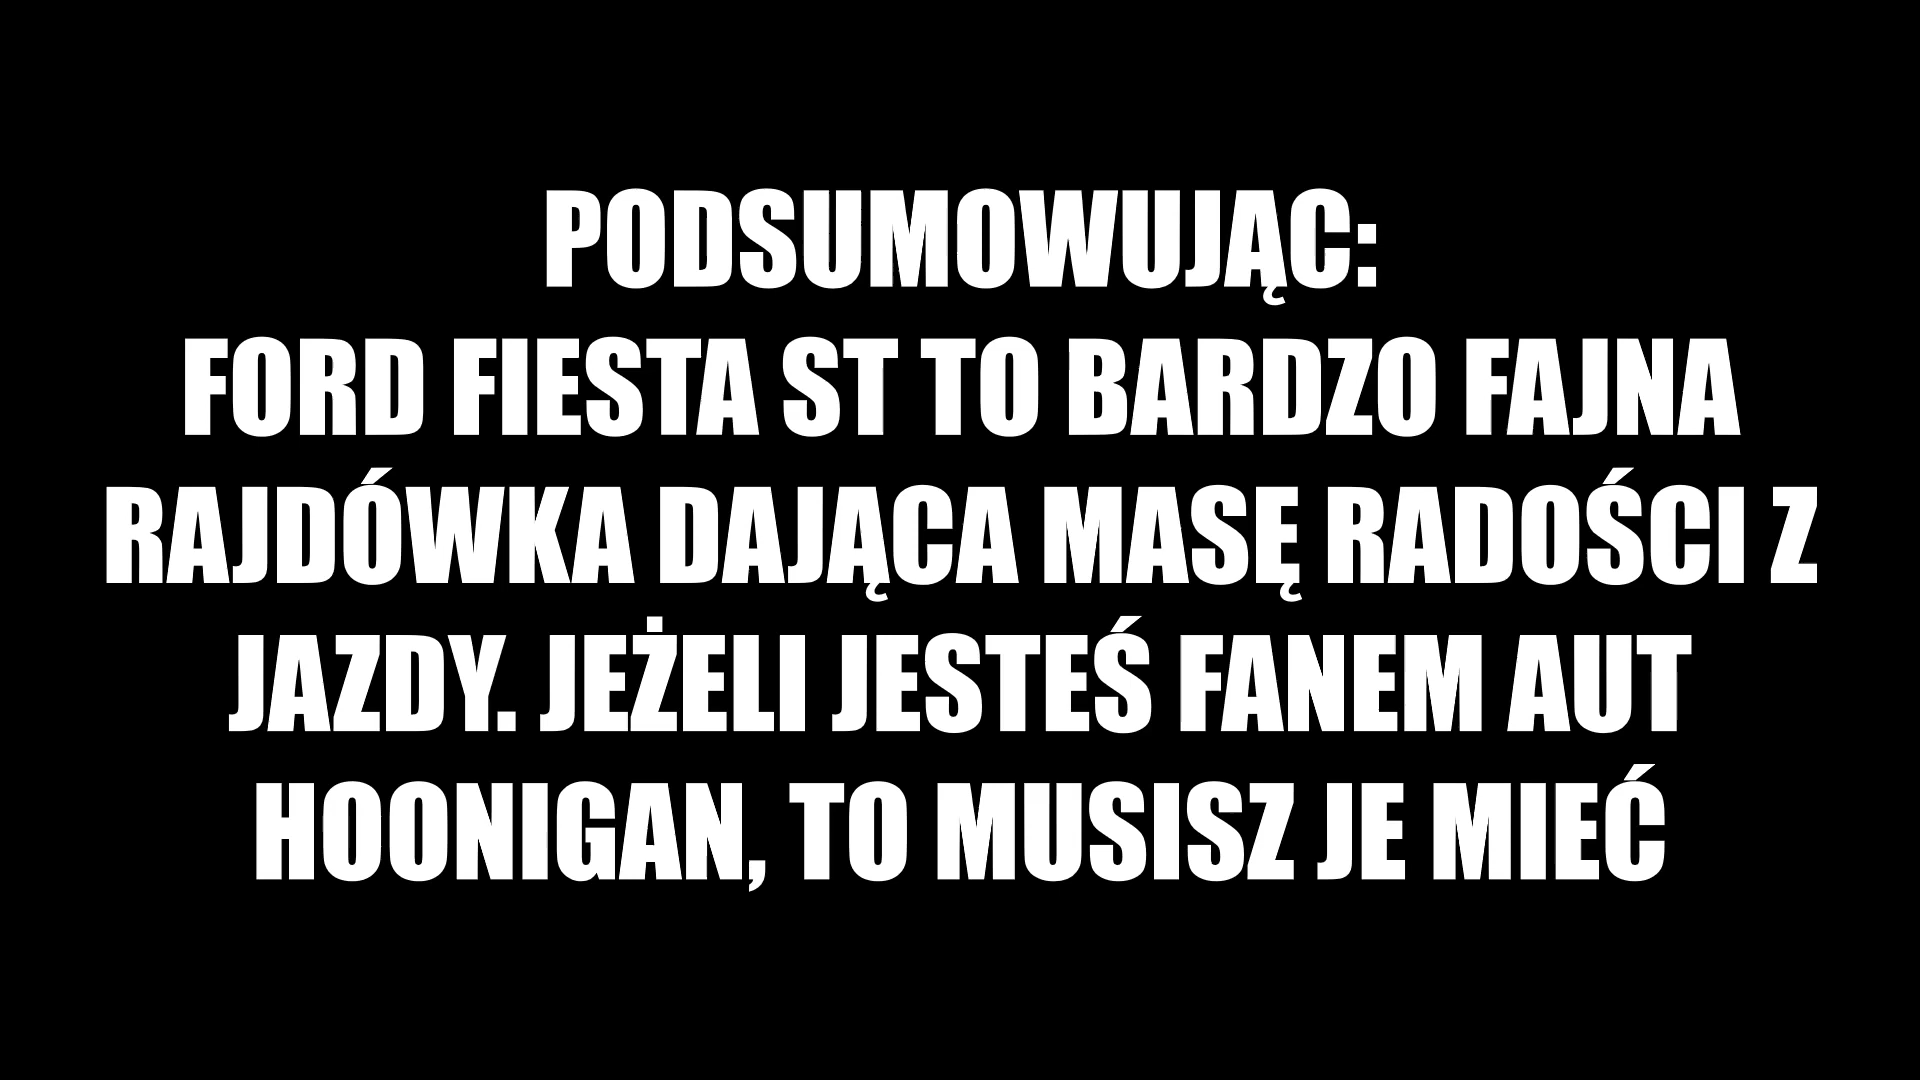 PODSUMOWUJĄC:
FORD FIESTA ST TO BARDZO FAJNA
RAJDÓWKA DAJĄCA MASĘ RADOŚCI Z
JAZDY. JEŻELI JESTEŚ FANEM AUT
HOONIGAN, TO MUSISZ JE MIEĆ